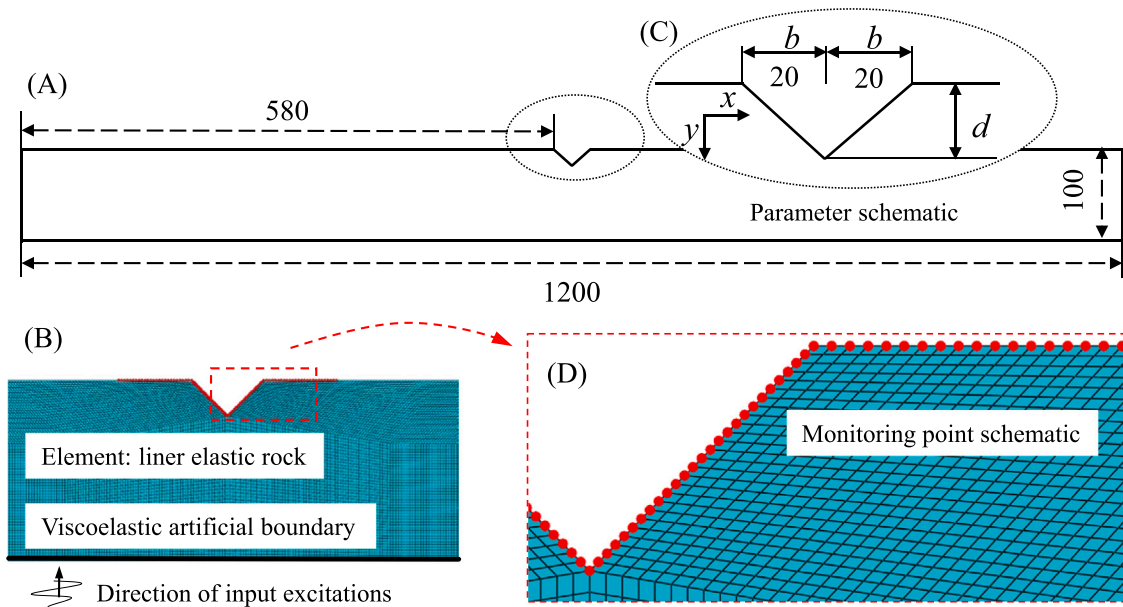 (A)
580
(C)
b b
20 20
x
y
d
Parameter schematic
100
1200
(B)
Element: liner elastic rock
Viscoelastic artificial boundary
Direction of input excitations
(D)
Monitoring point schematic